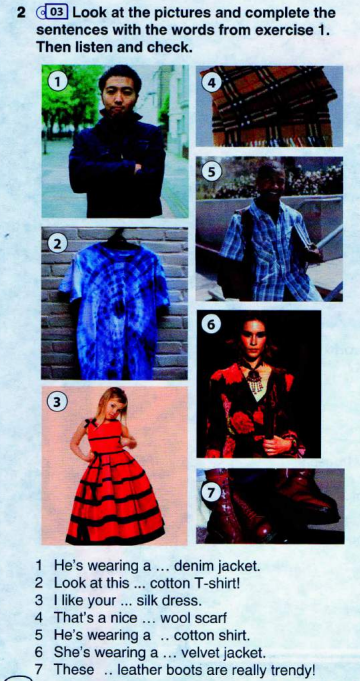 2 03 Look at the pictures and complete the
sentences with the words from exercise 1.
Then listen and check.
1
4
5
2
6
3
7
1 He's wearing a ... denim jacket.
2 Look at this ... cotton T-shirt!
3 I like your ... silk dress.
4 That's a nice ... wool scarf
5 He's wearing a .. cotton shirt.
6 She's wearing a ... velvet jacket.
7 These .. leather boots are really trendy!